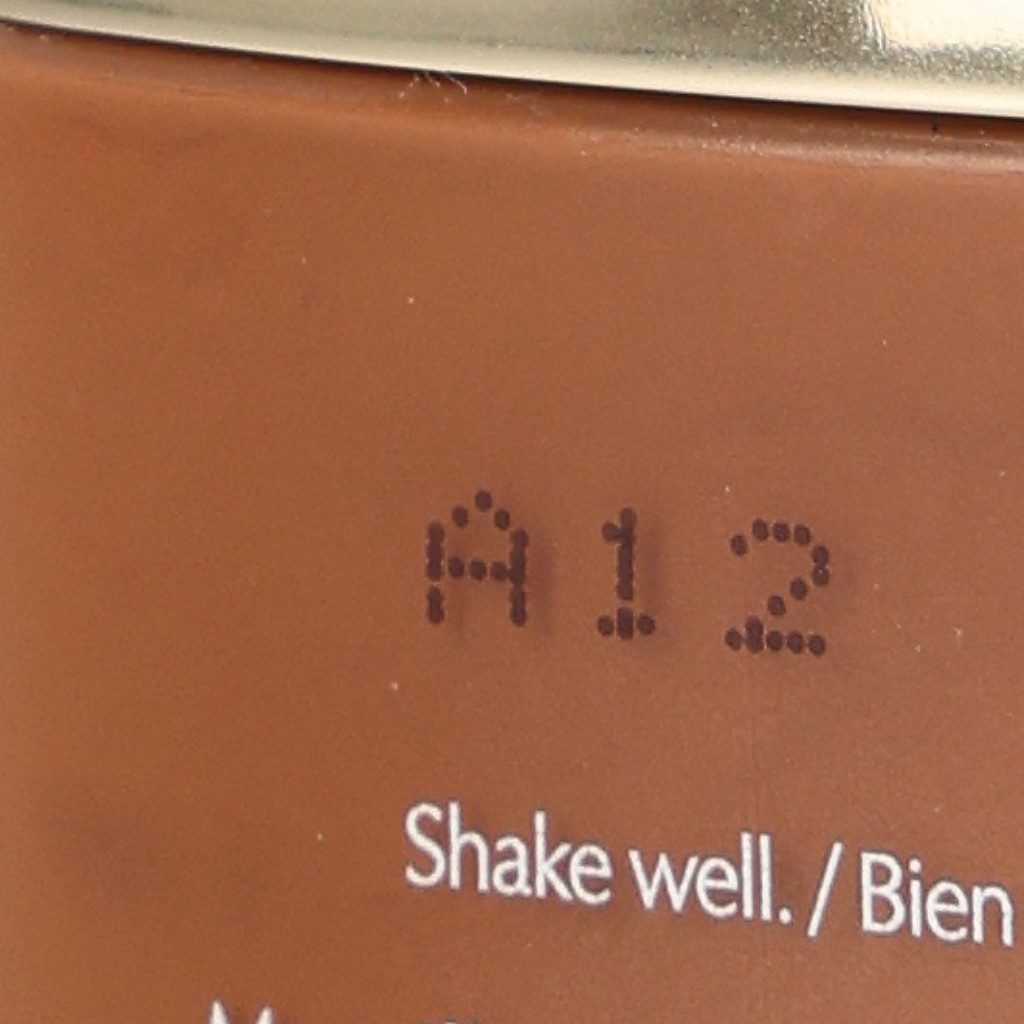 A12
Shake well. / Bien